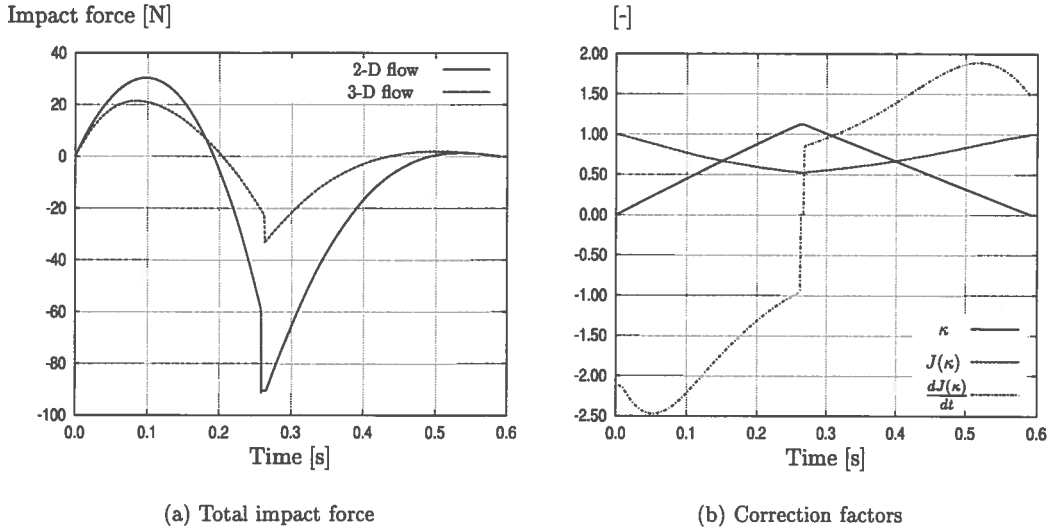 Impact force [N]
40
20
0
-20
-40
-60
-80
-100
2-D flow
3-D flow
0.0 0.1 0.2 0.3 0.4 0.5 0.6
Time [s]
(a) Total impact force
[-]
2.00
1.50
1.00
0.50
0.00
-0.50
-1.00
-1.50
-2.00
-2.50
κ
J(κ)
dJ(κ)
dt
0.0 0.1 0.2 0.3 0.4 0.5 0.6
Time [s]
(b) Correction factors